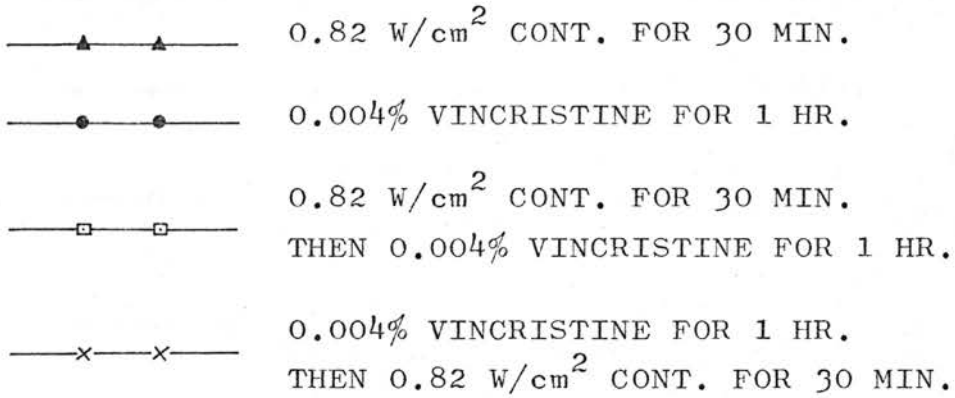 0.82 W/cm² CONT. FOR 30 MIN.
0.004% VINCRISTINE FOR 1 HR.
0.82 W/cm² CONT. FOR 30 MIN.
THEN 0.004% VINCRISTINE FOR 1 HR.
0.004% VINCRISTINE FOR 1 HR.
THEN 0.82 W/cm² CONT. FOR 30 MIN.